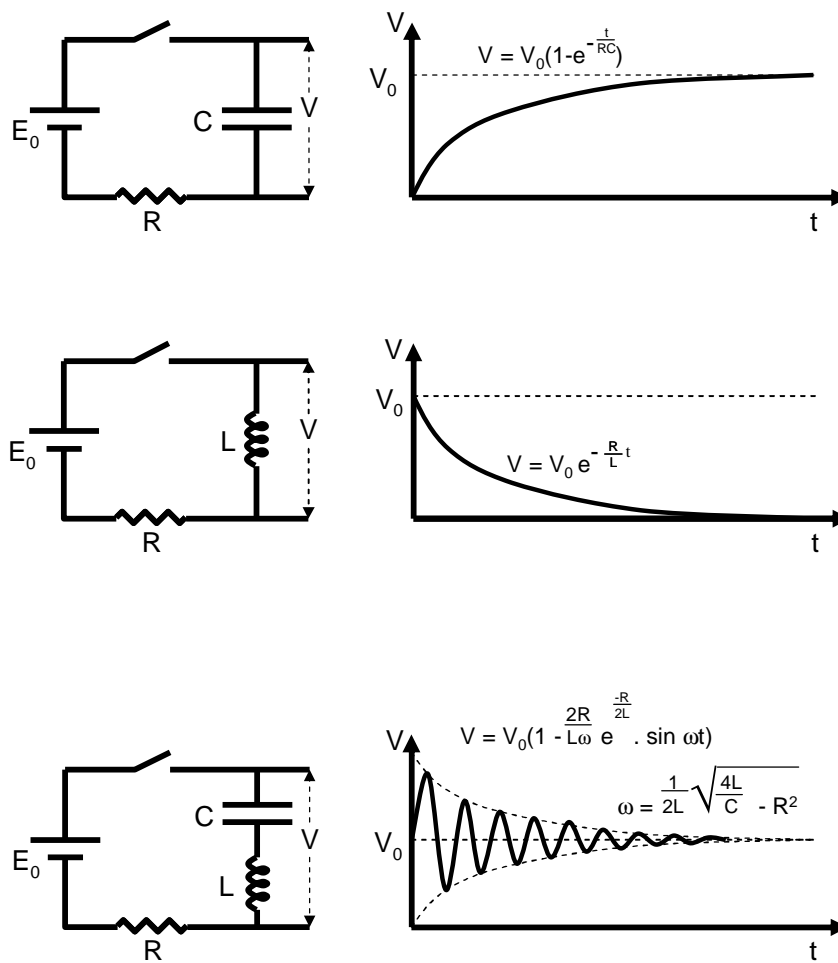 V
V = V₀(1-e^-t/RC)
V₀
E₀
C
V
R
t
V
V₀
E₀
L
V
V = V₀ e^- R/L t
R
t
V
V = V₀(1 - 2R/Lω e^-R/2L . sin ωt)
ω = 1/2L √4L/C - R²
C
V
V₀
E₀
L
R
t